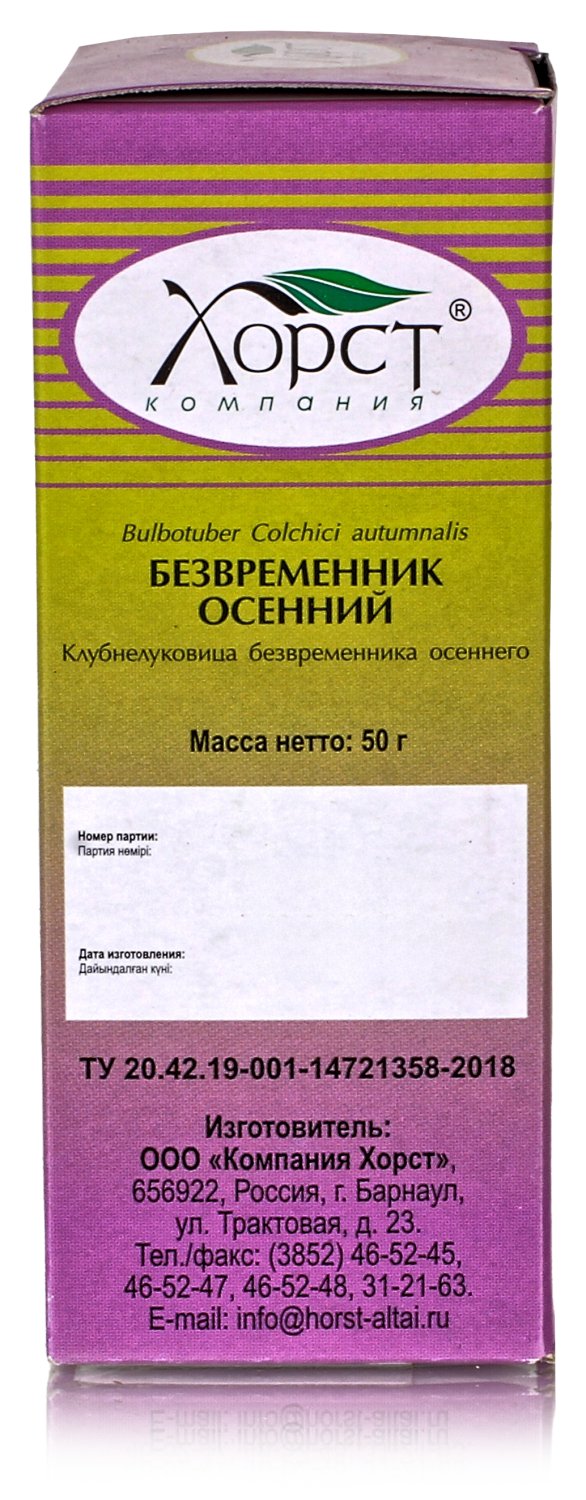 Хорст®
компания
Bulbotuber Colchici autumnalis
БЕЗВРЕМЕННИК
ОСЕННИЙ
Клубнелуковица безвременника осеннего
Масса нетто: 50 г
Номер партии:
Партия нөмірі:
Дата изготовления:
Дайындалған күні:
ТУ 20.42.19-001-14721358-2018
Изготовитель:
ООО «Компания Хорст»,
656922, Россия, г. Барнаул,
ул. Трактовая, д. 23.
Тел./факс: (3852) 46-52-45,
46-52-47, 46-52-48, 31-21-63.
E-mail: info@horst-altai.ru